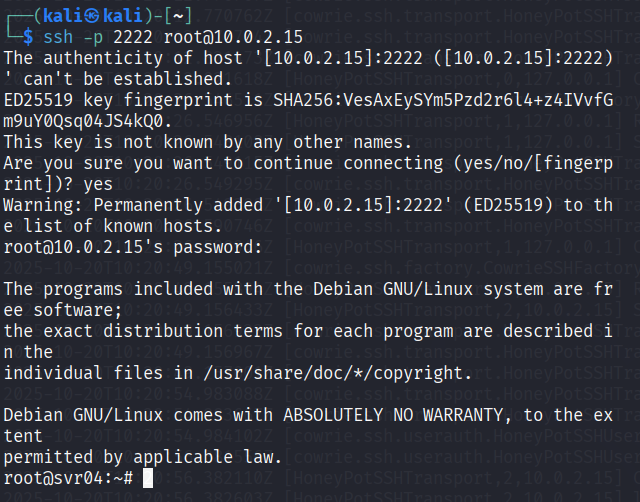 ┌──(kali㉿kali)-[~]
└─$ ssh -p 2222 root@10.0.2.15
The authenticity of host '[10.0.2.15]:2222 ([10.0.2.15]:2222)
' can't be established.
ED25519 key fingerprint is SHA256:VesAxEySYm5Pzd2r6l4+z4IVvfG
m9uY0Qsq04JS4kQ0.
This key is not known by any other names.
Are you sure you want to continue connecting (yes/no/[fingerp
rint])? yes
Warning: Permanently added '[10.0.2.15]:2222' (ED25519) to th
e list of known hosts.
root@10.0.2.15's password:
The programs included with the Debian GNU/Linux system are fr
ee software;
the exact distribution terms for each program are described i
n the
individual files in /usr/share/doc/*/copyright.
Debian GNU/Linux comes with ABSOLUTELY NO WARRANTY, to the ex
tent
permitted by applicable law.
root@svr04:~#